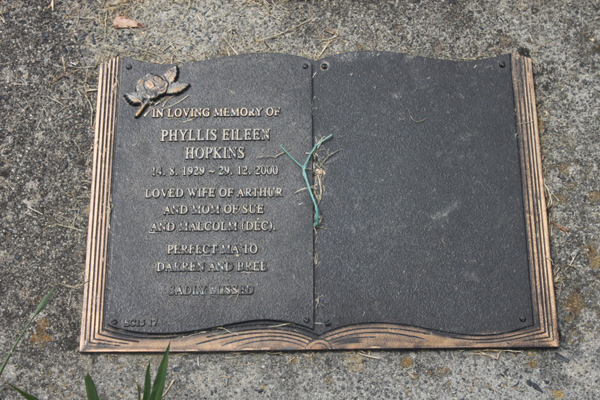 IN LOVING MEMORY OF
PHYLLIS EILEEN
HOPKINS
14. 8. 1929 ~ 29. 12. 2000
LOVED WIFE OF ARTHUR
AND MOM OF SUE
AND MALCOLM (DEC).
PERFECT MA TO
DARREN AND BREE
SADLY MISSED